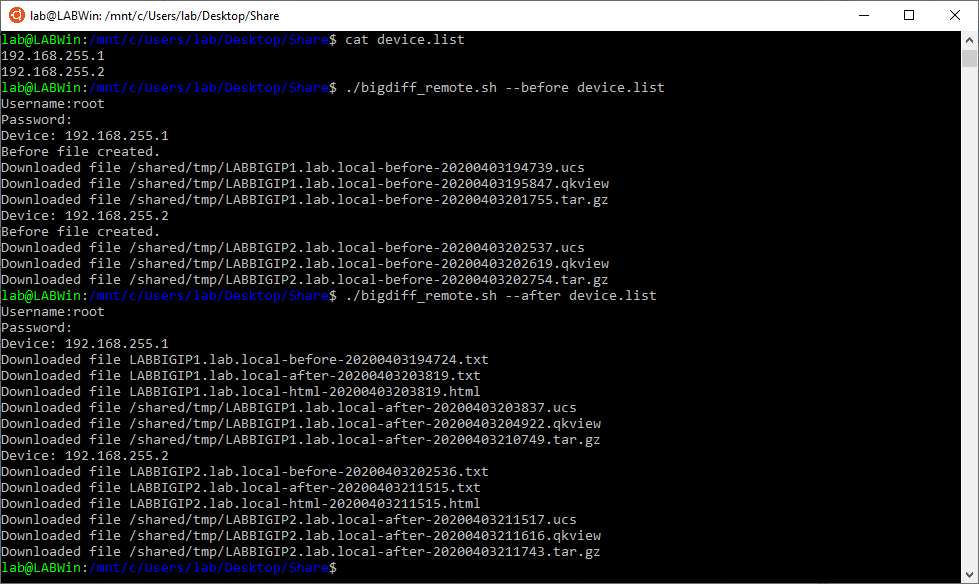 lab@LABWin: /mnt/c/Users/lab/Desktop/Share
lab@LABWin:/mnt/c/Users/lab/Desktop/Share$ cat device.list
192.168.255.1
192.168.255.2
lab@LABWin:/mnt/c/Users/lab/Desktop/Share$ ./bigdiff_remote.sh --before device.list
Username:root
Password:
Device: 192.168.255.1
Before file created.
Downloaded file /shared/tmp/LABBIGIP1.lab.local-before-20200403194739.ucs
Downloaded file /shared/tmp/LABBIGIP1.lab.local-before-20200403195847.qkview
Downloaded file /shared/tmp/LABBIGIP1.lab.local-before-20200403201755.tar.gz
Device: 192.168.255.2
Before file created.
Downloaded file /shared/tmp/LABBIGIP2.lab.local-before-20200403202537.ucs
Downloaded file /shared/tmp/LABBIGIP2.lab.local-before-20200403202619.qkview
Downloaded file /shared/tmp/LABBIGIP2.lab.local-before-20200403202754.tar.gz
lab@LABWin:/mnt/c/Users/lab/Desktop/Share$ ./bigdiff_remote.sh --after device.list
Username:root
Password:
Device: 192.168.255.1
Downloaded file LABBIGIP1.lab.local-before-20200403194724.txt
Downloaded file LABBIGIP1.lab.local-after-20200403203819.txt
Downloaded file LABBIGIP1.lab.local-html-20200403203819.html
Downloaded file /shared/tmp/LABBIGIP1.lab.local-after-20200403203837.ucs
Downloaded file /shared/tmp/LABBIGIP1.lab.local-after-20200403204922.qkview
Downloaded file /shared/tmp/LABBIGIP1.lab.local-after-20200403210749.tar.gz
Device: 192.168.255.2
Downloaded file LABBIGIP2.lab.local-before-20200403202536.txt
Downloaded file LABBIGIP2.lab.local-after-20200403211515.txt
Downloaded file LABBIGIP2.lab.local-html-20200403211515.html
Downloaded file /shared/tmp/LABBIGIP2.lab.local-after-20200403211517.ucs
Downloaded file /shared/tmp/LABBIGIP2.lab.local-after-20200403211616.qkview
Downloaded file /shared/tmp/LABBIGIP2.lab.local-after-20200403211743.tar.gz
lab@LABWin:/mnt/c/Users/lab/Desktop/Share$